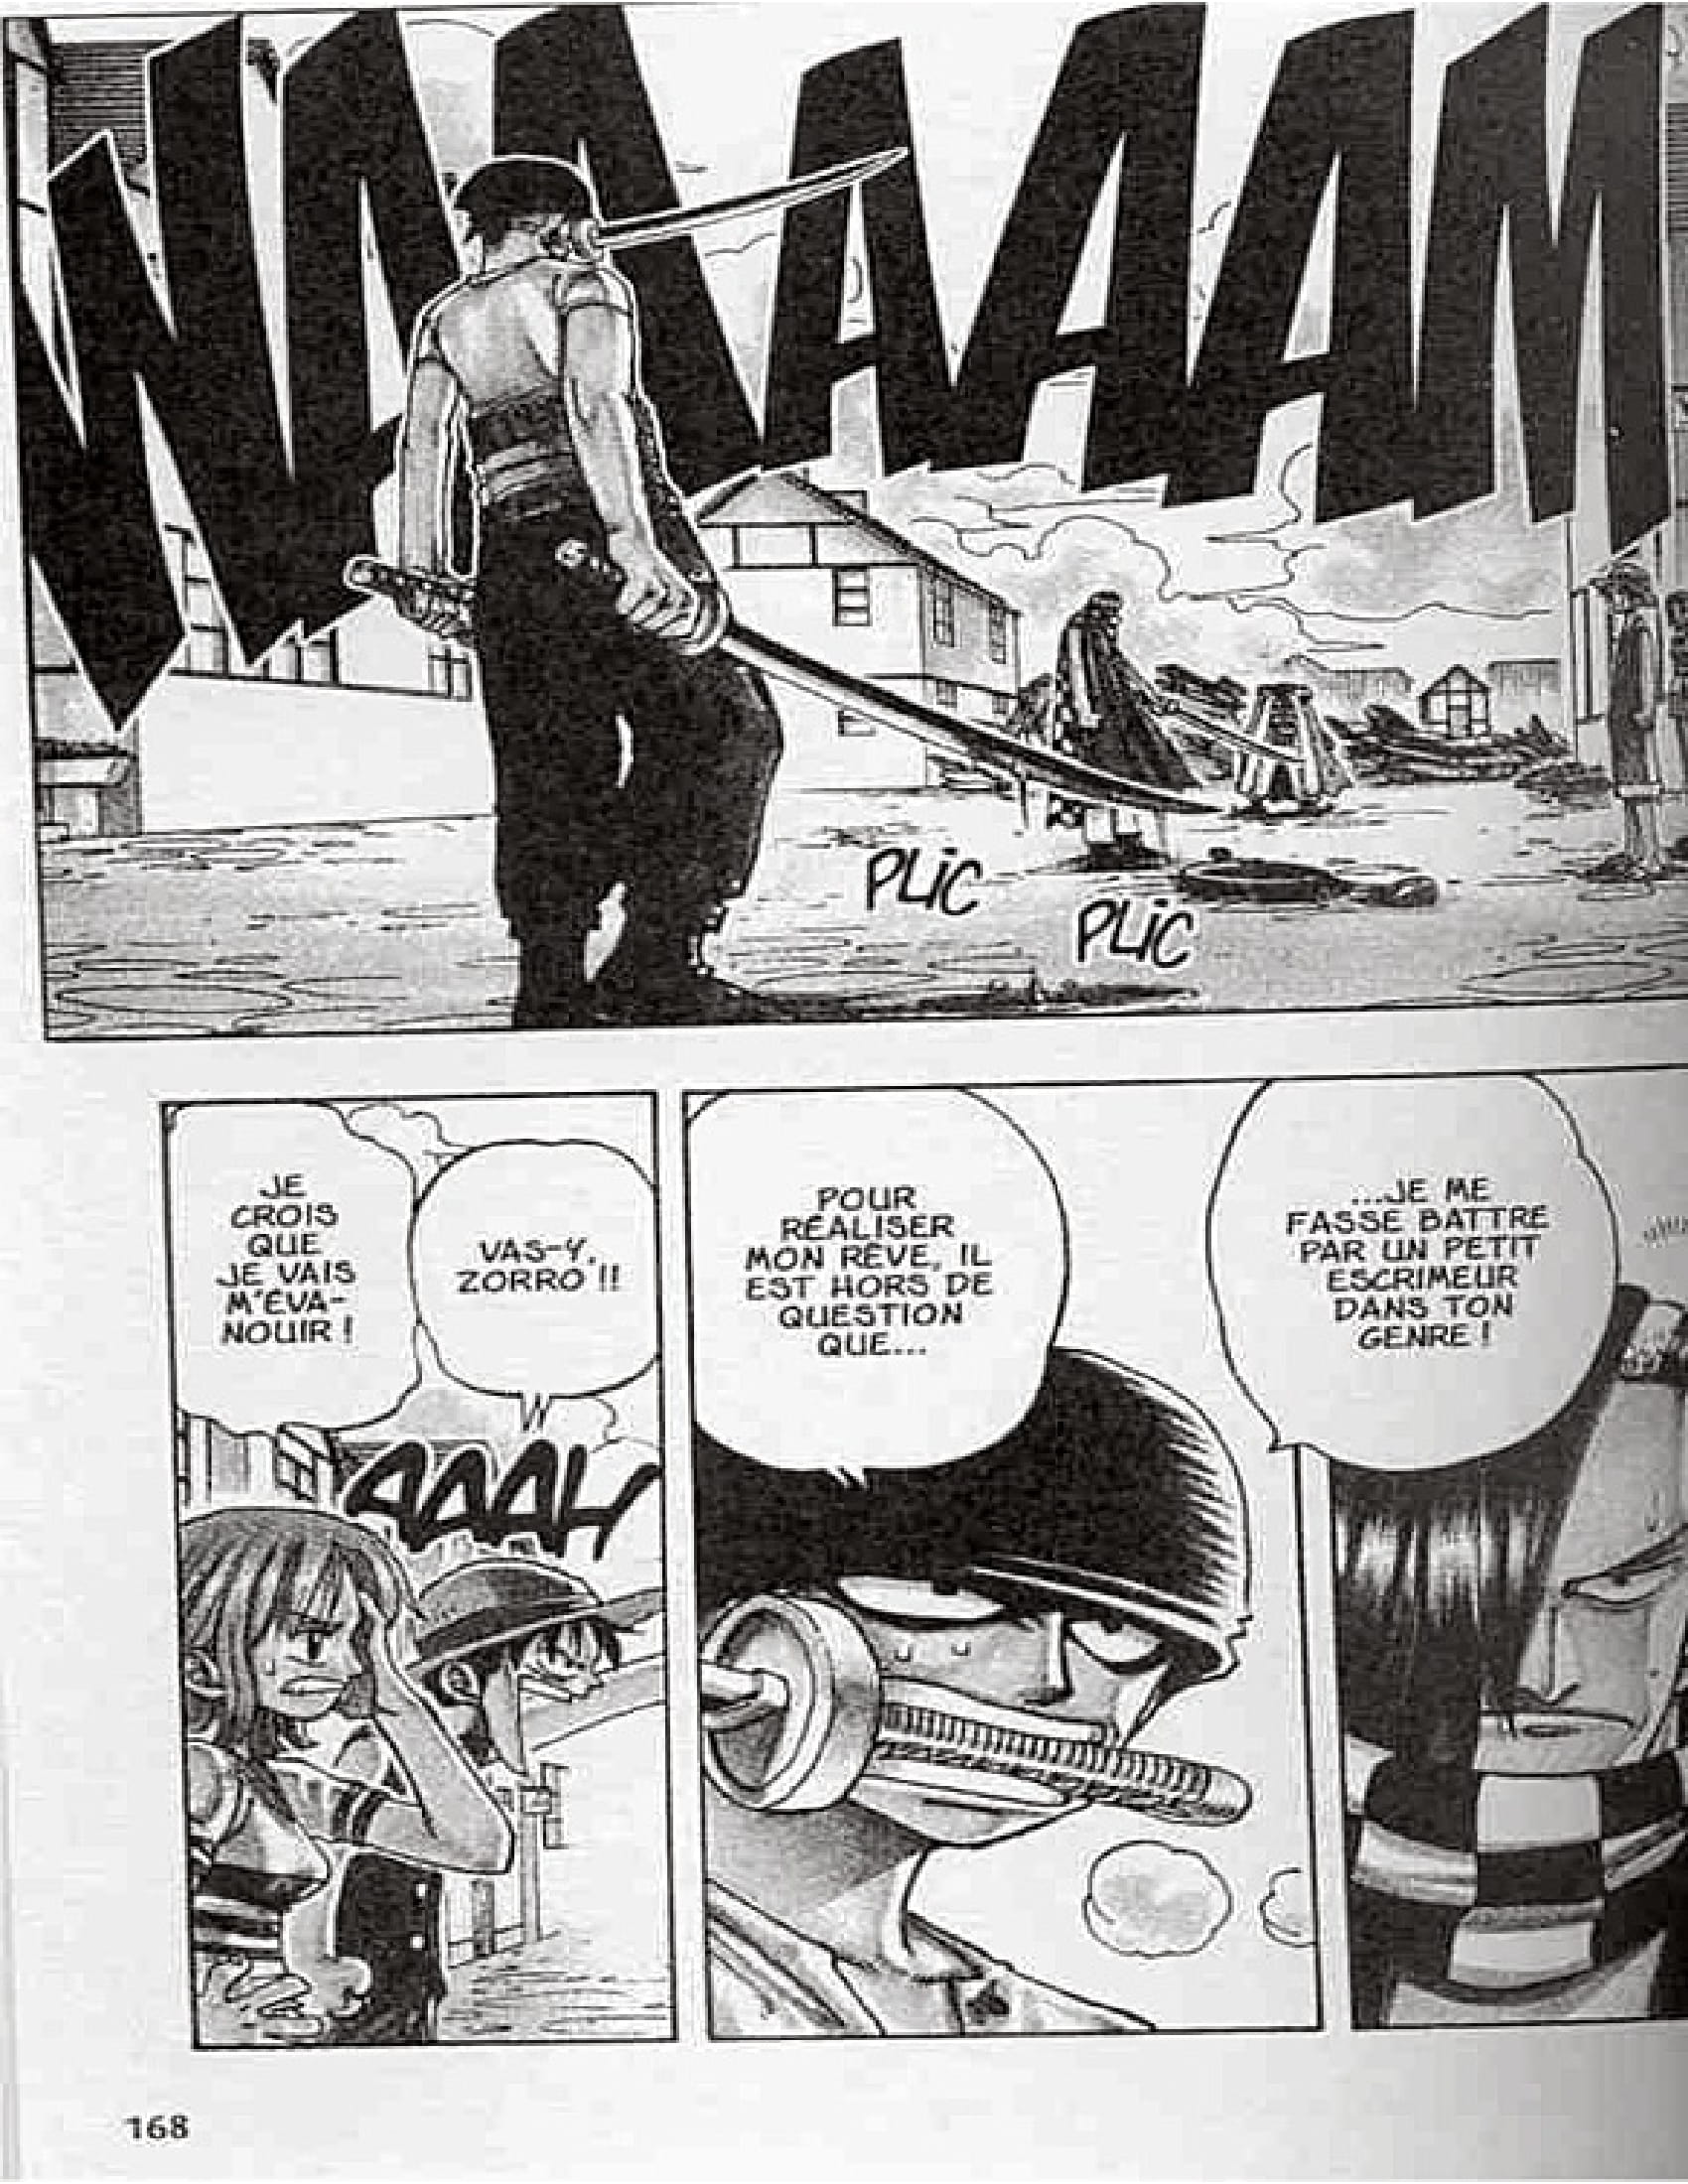 WAAAAM
PLIC
PLIC
JE
CROIS
QUE
JE VAIS
M'ÉVA-
NOUIR !
VAS-Y,
ZORRO !!
AAAH
POUR
RÉALISER
MON RÊVE, IL
EST HORS DE
QUESTION
QUE...
...JE ME
FASSE BATTRE
PAR UN PETIT
ESCRIMEUR
DANS TON
GENRE !
168